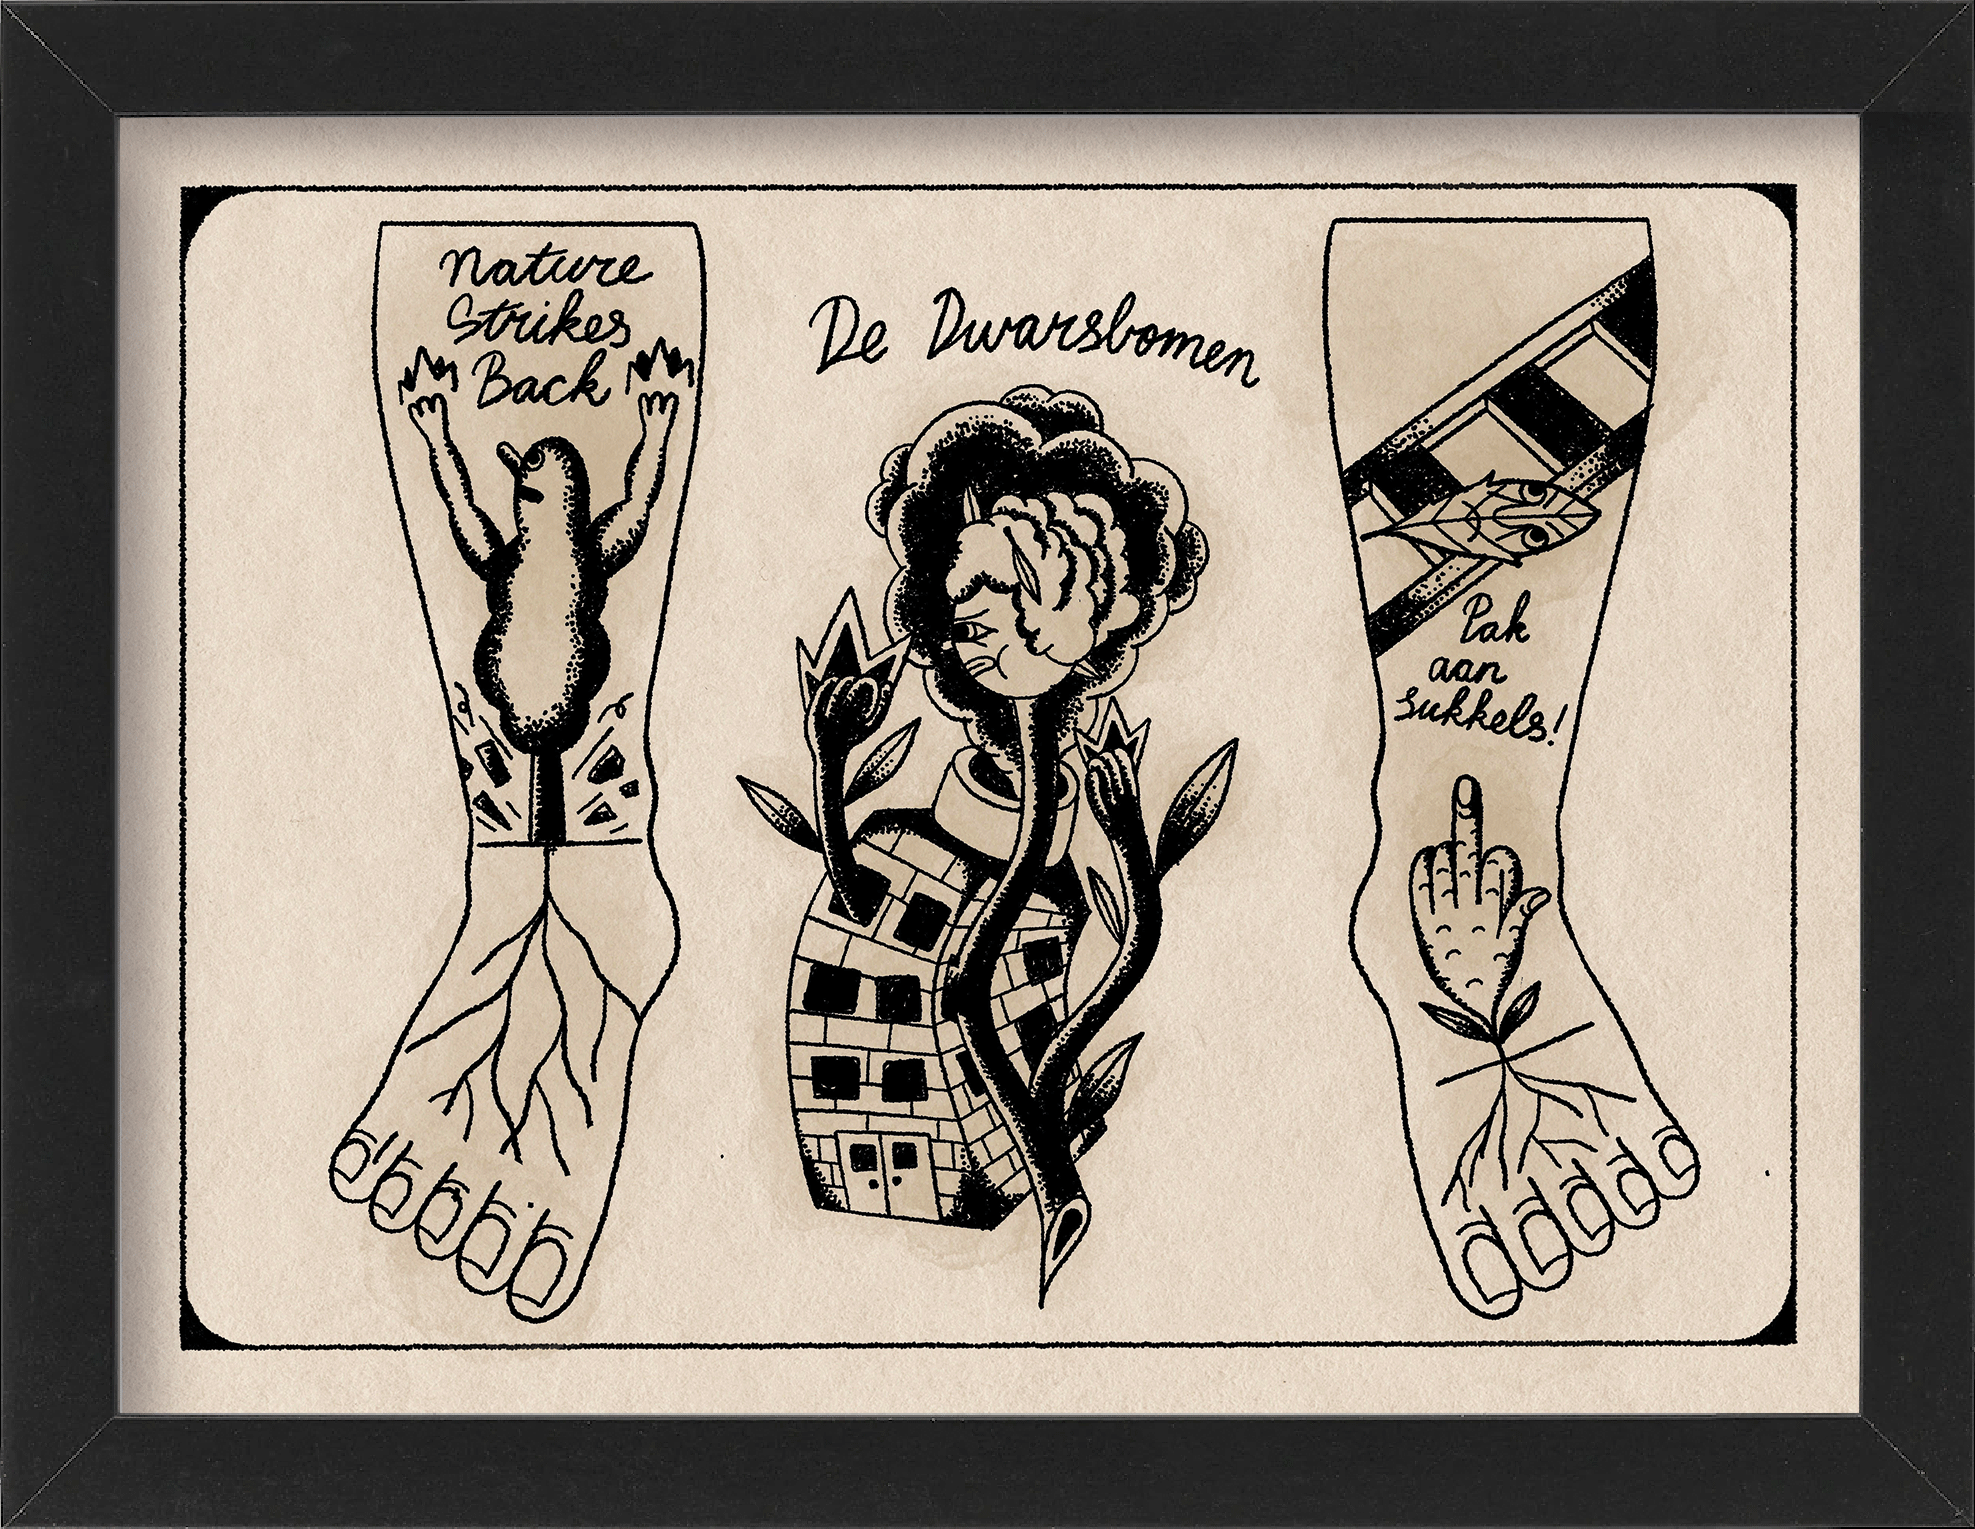 Nature
Strikes
Back
De Dwarsbomen
Pak
aan
sukkels!